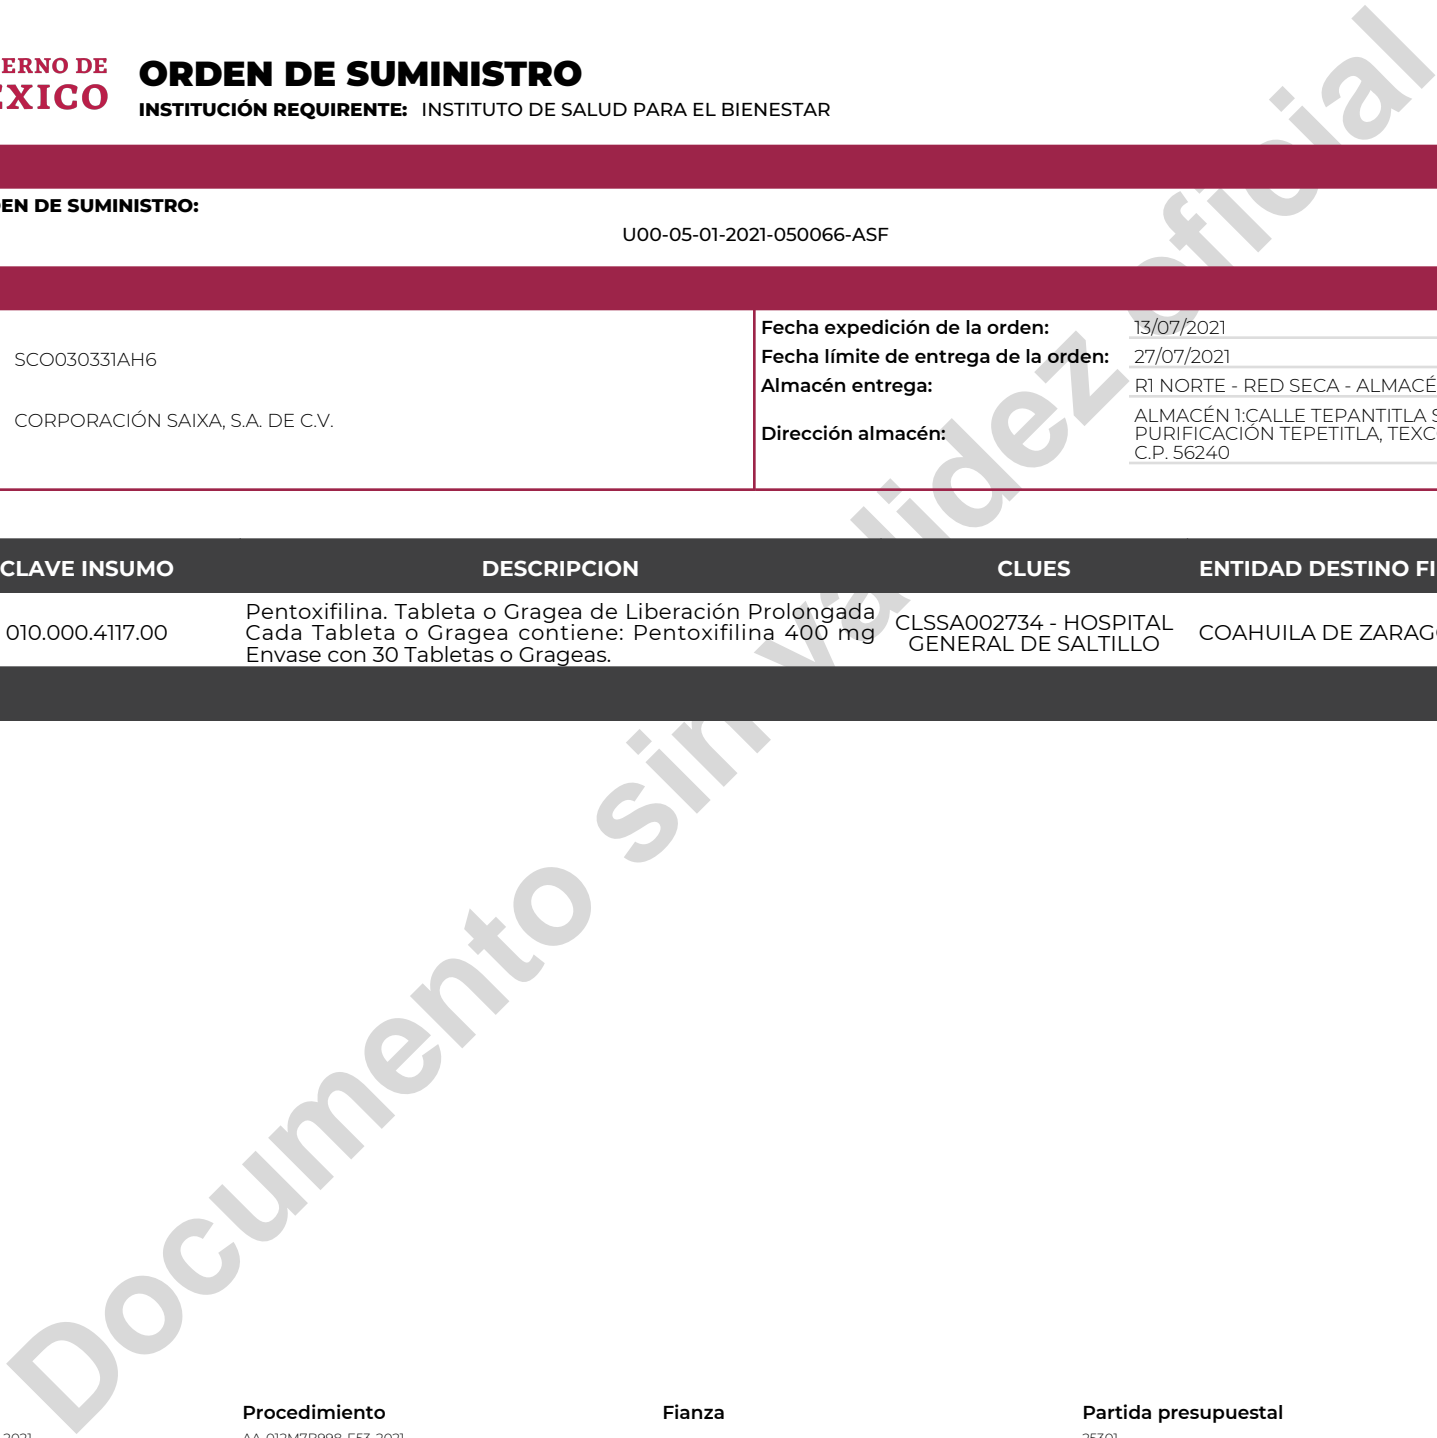 ERNO DE
ORDEN DE SUMINISTRO
XICO
INSTITUCIÓN REQUIRENTE: INSTITUTO DE SALUD PARA EL BIENESTAR
EN DE SUMINISTRO:
U00-05-01-2021-050066-ASF
SCO030331AH6
CORPORACIÓN SAIXA, S.A. DE C.V.
Fecha expedición de la orden: 13/07/2021
Fecha límite de entrega de la orden: 27/07/2021
Almacén entrega: R1 NORTE - RED SECA - ALMACÉ
Dirección almacén:
ALMACÉN 1:CALLE TEPANTITLA S
PURIFICACIÓN TEPETITLA, TEXC
C.P. 56240
CLAVE INSUMO DESCRIPCION CLUES ENTIDAD DESTINO FI
010.000.4117.00
Pentoxifilina. Tableta o Gragea de Liberación Prolongada
Cada Tableta o Gragea contiene: Pentoxifilina 400 mg
Envase con 30 Tabletas o Grageas.
CLSSA002734 - HOSPITAL
GENERAL DE SALTILLO
COAHUILA DE ZARAG
Documento sin validez oficial
Procedimiento Fianza Partida presupuestal